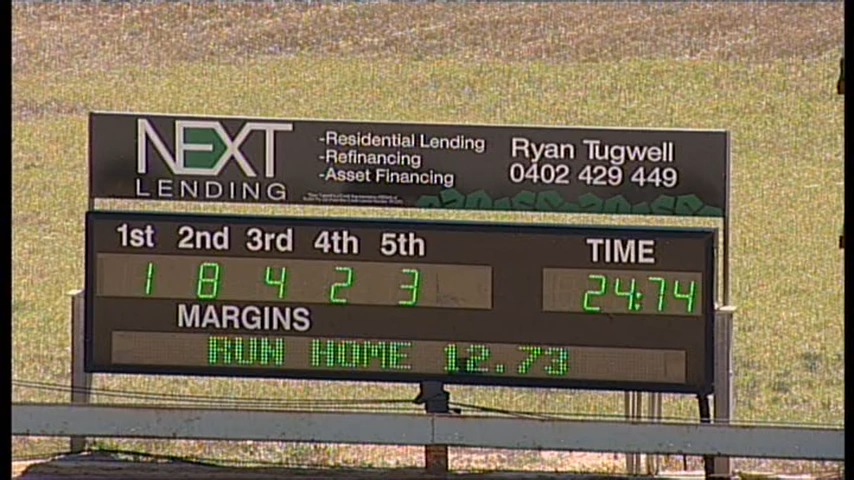 NEXT
LENDING
-Residential Lending
-Refinancing
-Asset Financing
Ryan Tugwell
0402 429 449
1st 2nd 3rd 4th 5th TIME
1 8 4 2 3 24:74
MARGINS
RUN HOME 12.73